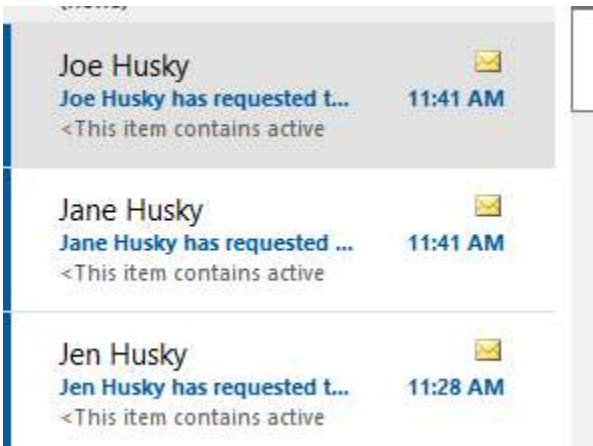 Joe Husky
Joe Husky has requested t... 11:41 AM
<This item contains active
Jane Husky
Jane Husky has requested ... 11:41 AM
<This item contains active
Jen Husky
Jen Husky has requested t... 11:28 AM
<This item contains active